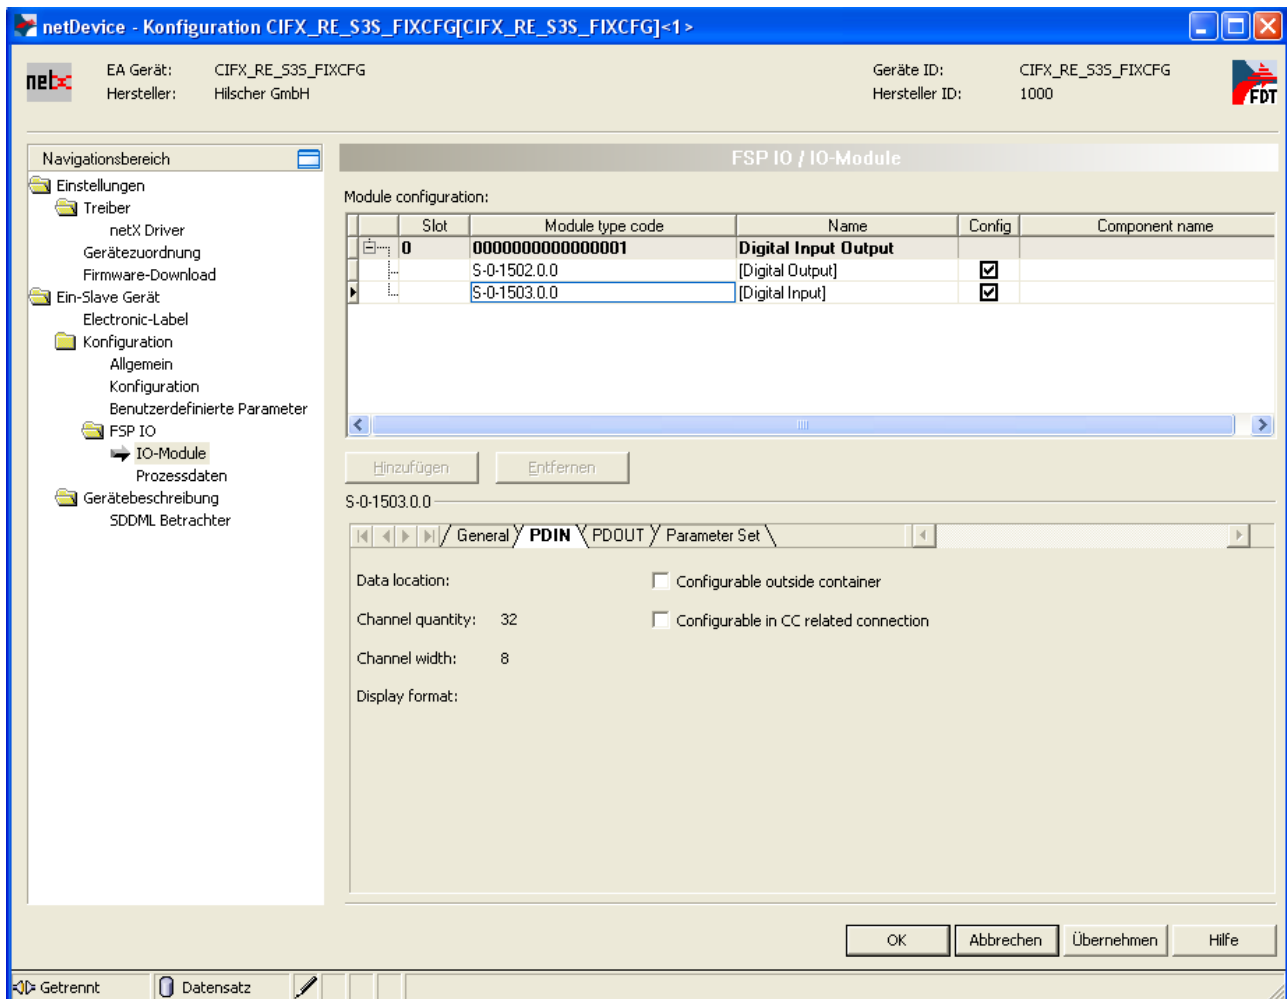 netDevice - Konfiguration CIFX_RE_S3S_FIXCFG[CIFX_RE_S3S_FIXCFG]<1>
netx
EA Gerät: CIFX_RE_S3S_FIXCFG
Geräte ID: CIFX_RE_S3S_FIXCFG
Hersteller: Hilscher GmbH
Hersteller ID: 1000
FDT
Navigationsbereich
Einstellungen
Treiber
netX Driver
Gerätezuordnung
Firmware-Download
Ein-Slave Gerät
Electronic-Label
Konfiguration
Allgemein
Konfiguration
Benutzerdefinierte Parameter
FSP IO
IO-Module
Prozessdaten
Gerätebeschreibung
SDDML Betrachter
FSP IO / IO-Module
Module configuration:
Slot Module type code Name Config Component name
0 0000000000000001 Digital Input Output
S-0-1502.0.0 [Digital Output]
S-0-1503.0.0 [Digital Input]
Hinzufügen Entfernen
S-0-1503.0.0
General PDIN PDOUT Parameter Set
Data location: Configurable outside container
Channel quantity: 32 Configurable in CC related connection
Channel width: 8
Display format:
OK Abbrechen Übernehmen Hilfe
Getrennt Datensatz